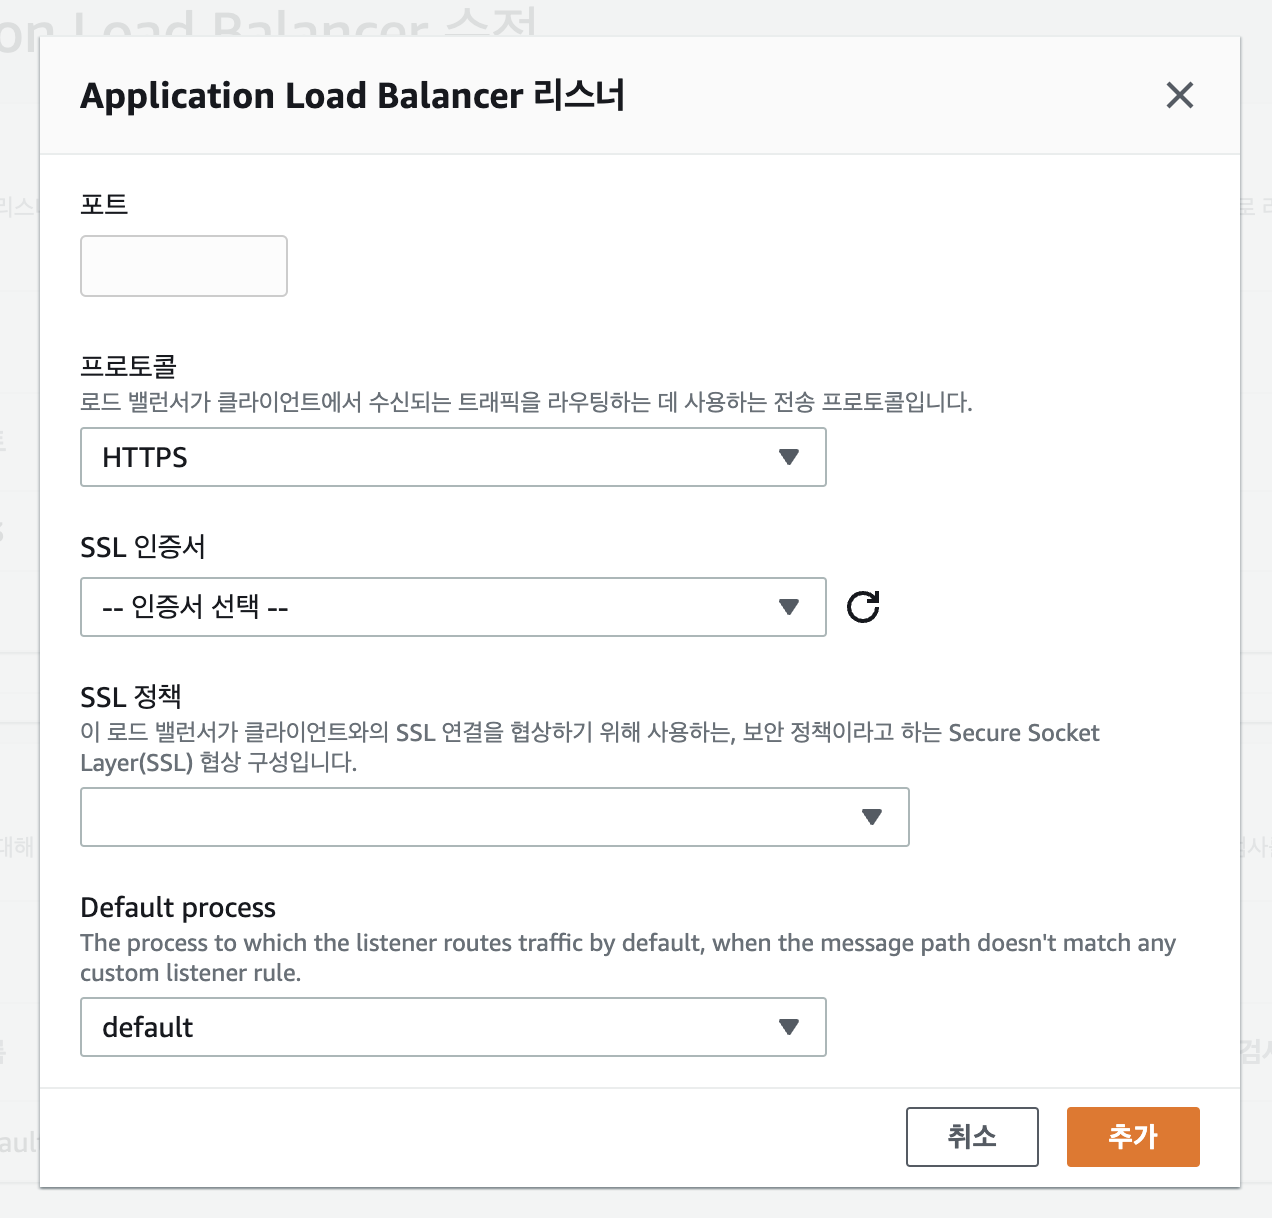 Application Load Balancer 리스너
포트
프로토콜
로드 밸런서가 클라이언트에서 수신되는 트래픽을 라우팅하는 데 사용하는 전송 프로토콜입니다.
HTTPS
SSL 인증서
-- 인증서 선택 --
SSL 정책
이 로드 밸런서가 클라이언트와의 SSL 연결을 협상하기 위해 사용하는, 보안 정책이라고 하는 Secure Socket
Layer(SSL) 협상 구성입니다.
Default process
The process to which the listener routes traffic by default, when the message path doesn't match any
custom listener rule.
default
취소
추가